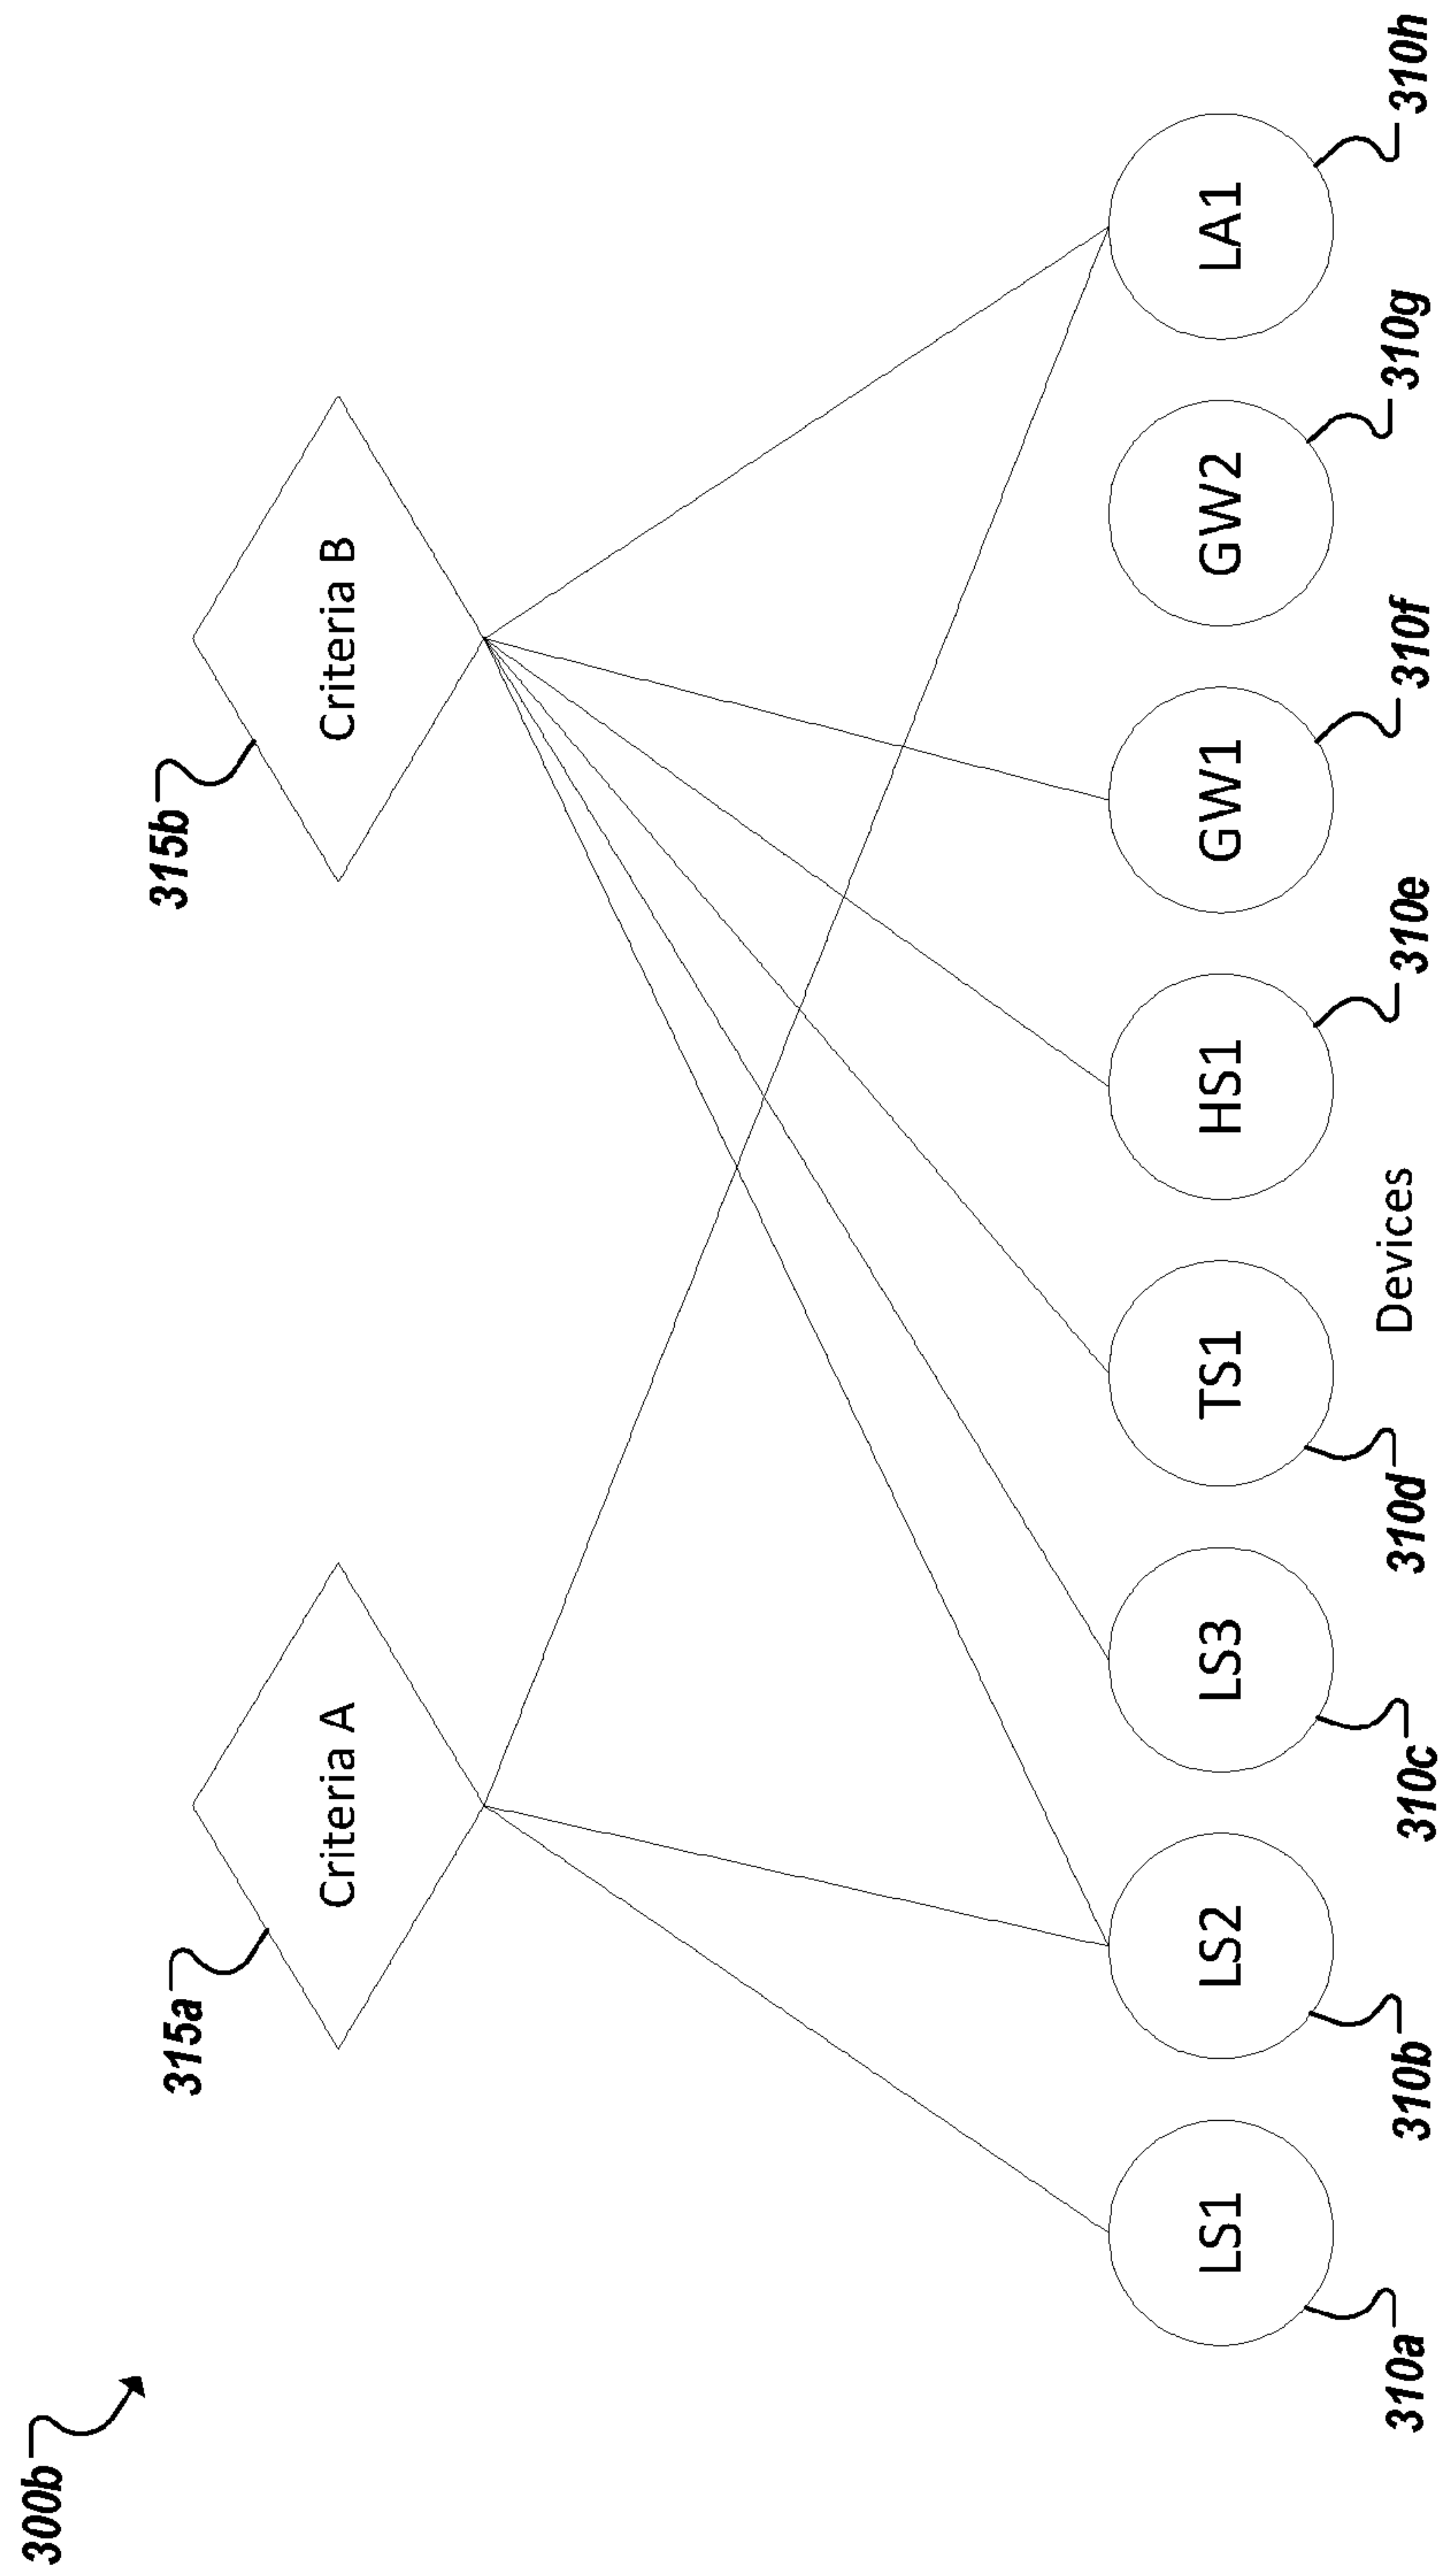 300b
315a
315b
Criteria A
Criteria B
LS1
LS2
LS3
TS1
HS1
GW1
GW2
LA1
310a
310b
310c
310d
Devices
310e
310f
310g
310h